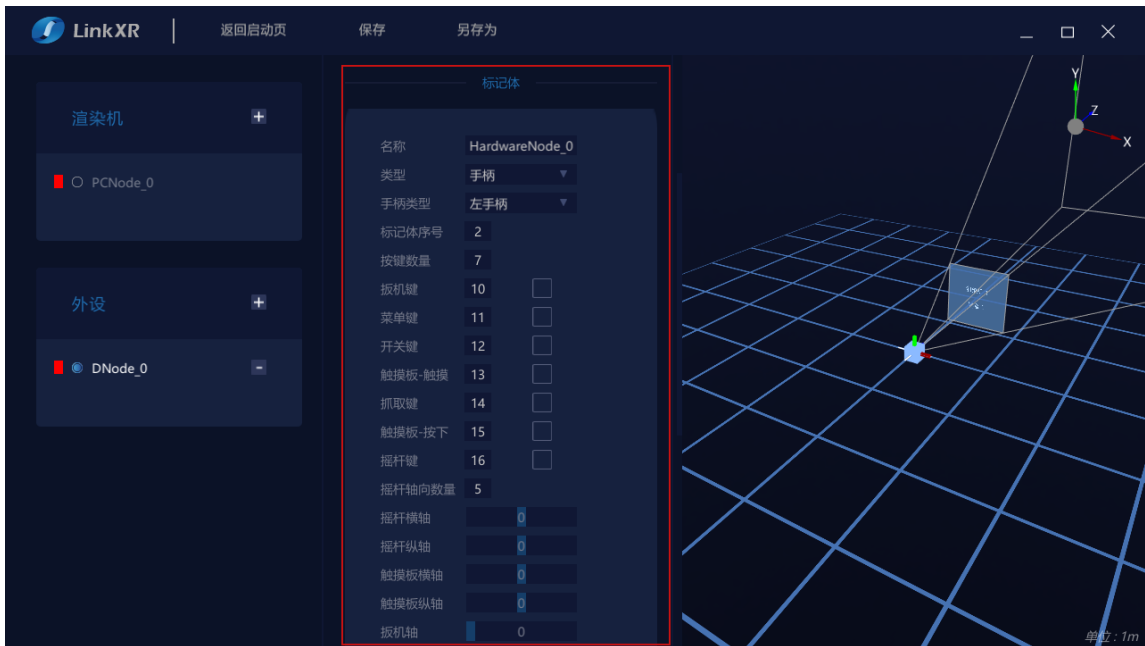 LinkXR 返回启动页 保存 另存为
渲染机
PCNode_0
外设
DNode_0
标记体
名称 HardwareNode_0
类型 手柄
手柄类型 左手柄
标记体序号 2
按键数量 7
扳机键 10
菜单键 11
开关键 12
触摸板-触摸 13
抓取键 14
触摸板-按下 15
摇杆键 16
摇杆轴向数量 5
摇杆横轴 0
摇杆纵轴 0
触摸板横轴 0
触摸板纵轴 0
扳机轴 0
Y
Z
X
单位 : 1m